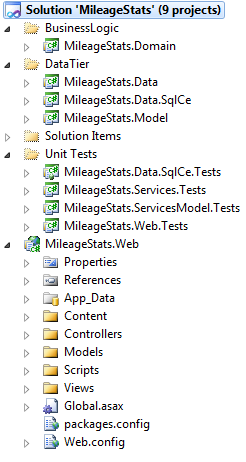 Solution 'MileageStats' (9 projects)
BusinessLogic
MileageStats.Domain
DataTier
MileageStats.Data
MileageStats.Data.SqlCe
MileageStats.Model
Solution Items
Unit Tests
MileageStats.Data.SqlCe.Tests
MileageStats.Services.Tests
MileageStats.ServicesModel.Tests
MileageStats.Web.Tests
MileageStats.Web
Properties
References
App_Data
Content
Controllers
Models
Scripts
Views
Global.asax
packages.config
Web.config